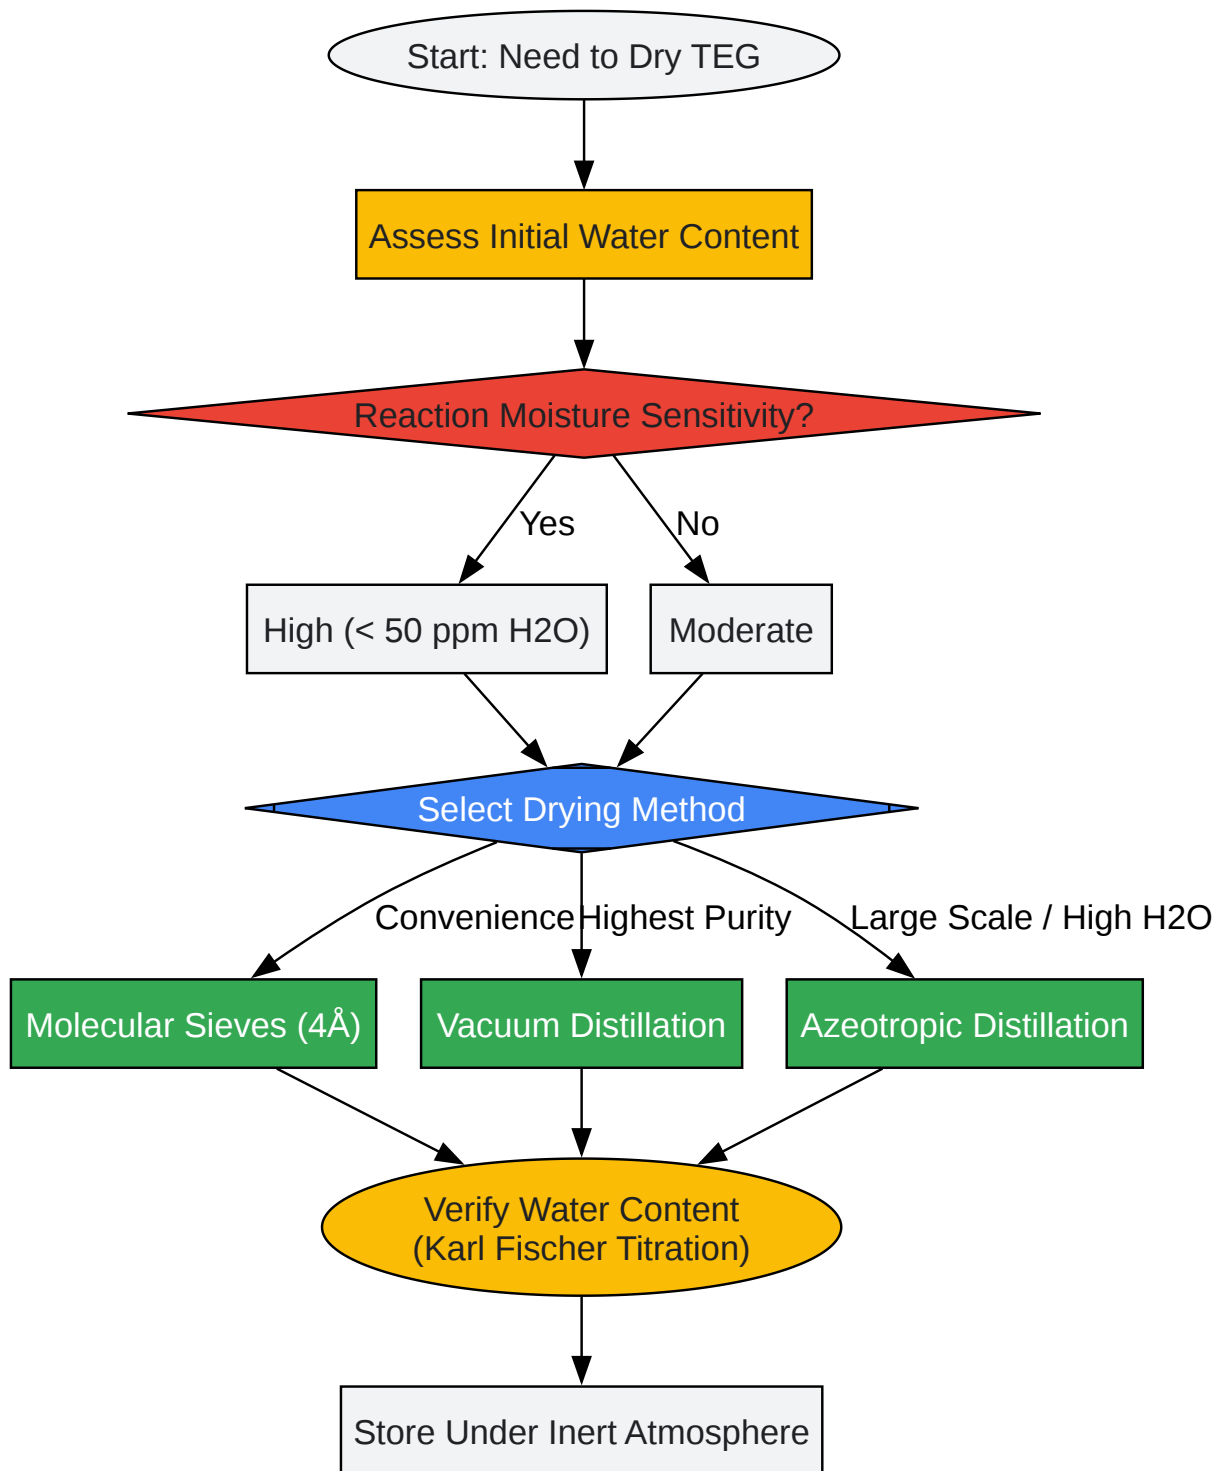 Start: Need to Dry TEG
Assess Initial Water Content
Reaction Moisture Sensitivity?
Yes
No
High (< 50 ppm H2O)
Moderate
Select Drying Method
Convenience
Highest Purity
Large Scale / High H2O
Molecular Sieves (4Å)
Vacuum Distillation
Azeotropic Distillation
Verify Water Content
(Karl Fischer Titration)
Store Under Inert Atmosphere